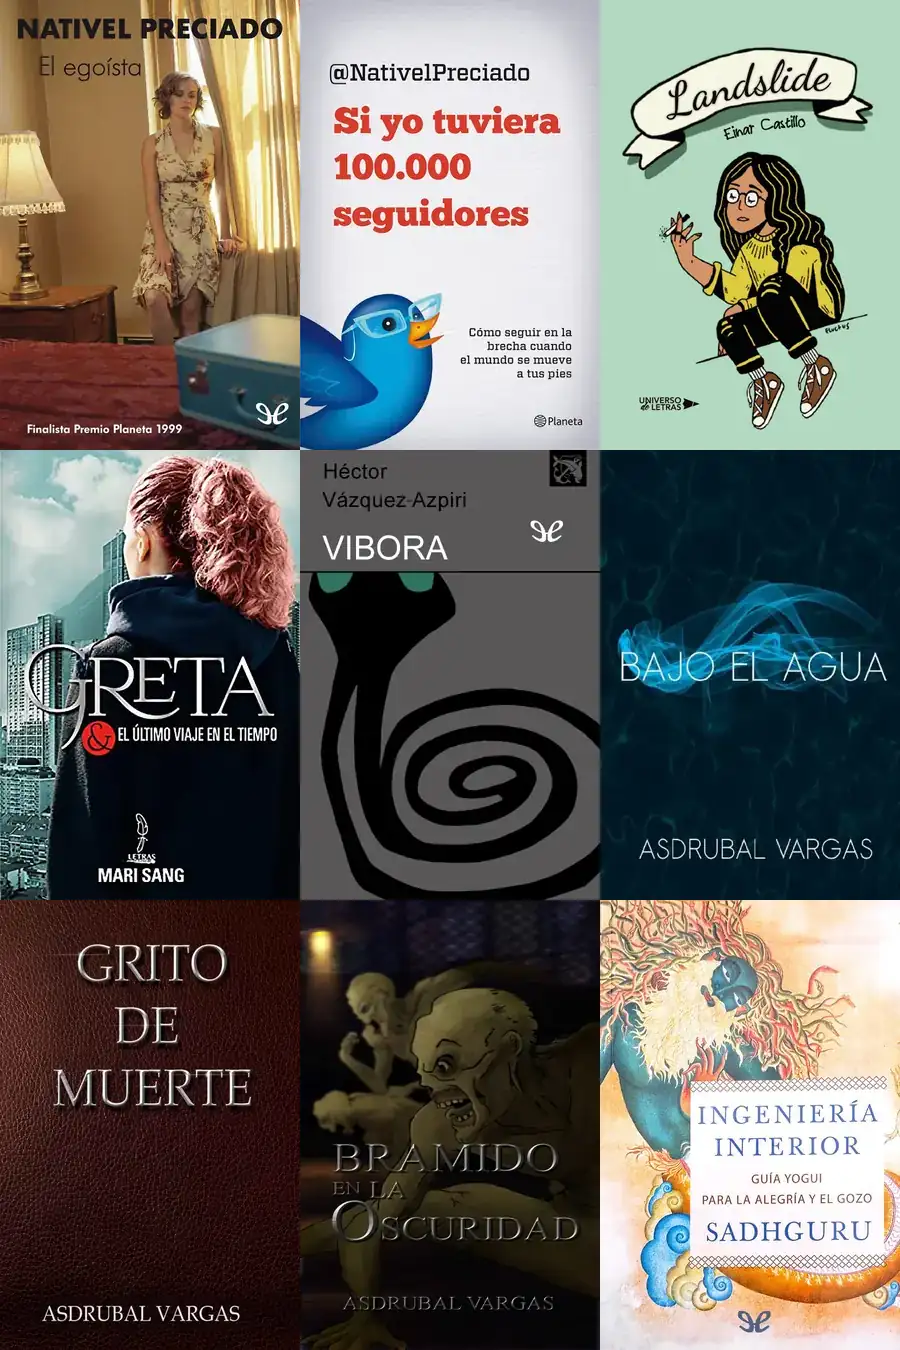 NATIVEL PRECIADO
El egoísta
Finalista Premio Planeta 1999
@NativelPreciado
Si yo tuviera
100.000
seguidores
Cómo seguir en la
brecha cuando
el mundo se mueve
a tus pies
Planeta
Landslide
Einar Castillo
UNIVERSO
de LETRAS
GRETA
& EL ÚLTIMO VIAJE EN EL TIEMPO
LETRAS
MARI SANG
Héctor
Vázquez-Azpiri
VIBORA
BAJO EL AGUA
ASDRUBAL VARGAS
GRITO
DE
MUERTE
ASDRUBAL VARGAS
BRAMIDO
EN LA
OSCURIDAD
ASDRUBAL VARGAS
INGENIERÍA
INTERIOR
GUÍA YOGUI
PARA LA ALEGRÍA Y EL GOZO
SADHGURU